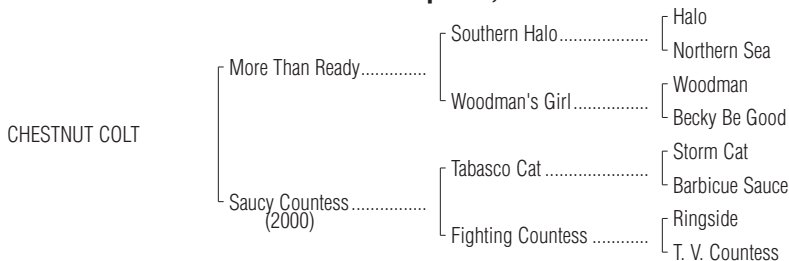 Halo
Southern Halo
Northern Sea
More Than Ready
Woodman
Woodman's Girl
Becky Be Good
CHESTNUT COLT
Storm Cat
Tabasco Cat
Barbicue Sauce
Saucy Countess
(2000)
Ringside
Fighting Countess
T. V. Countess